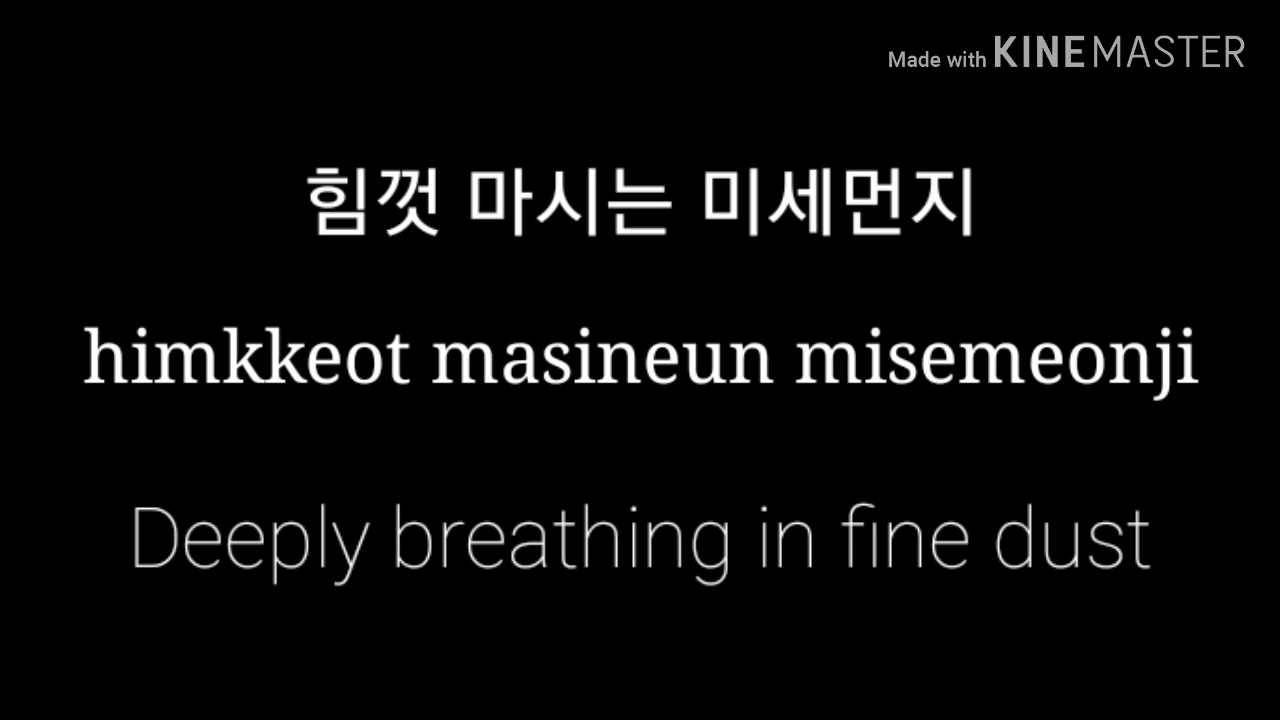 Made with KINEMASTER
힘껏 마시는 미세먼지
himkkeot masineun misemeonji
Deeply breathing in fine dust